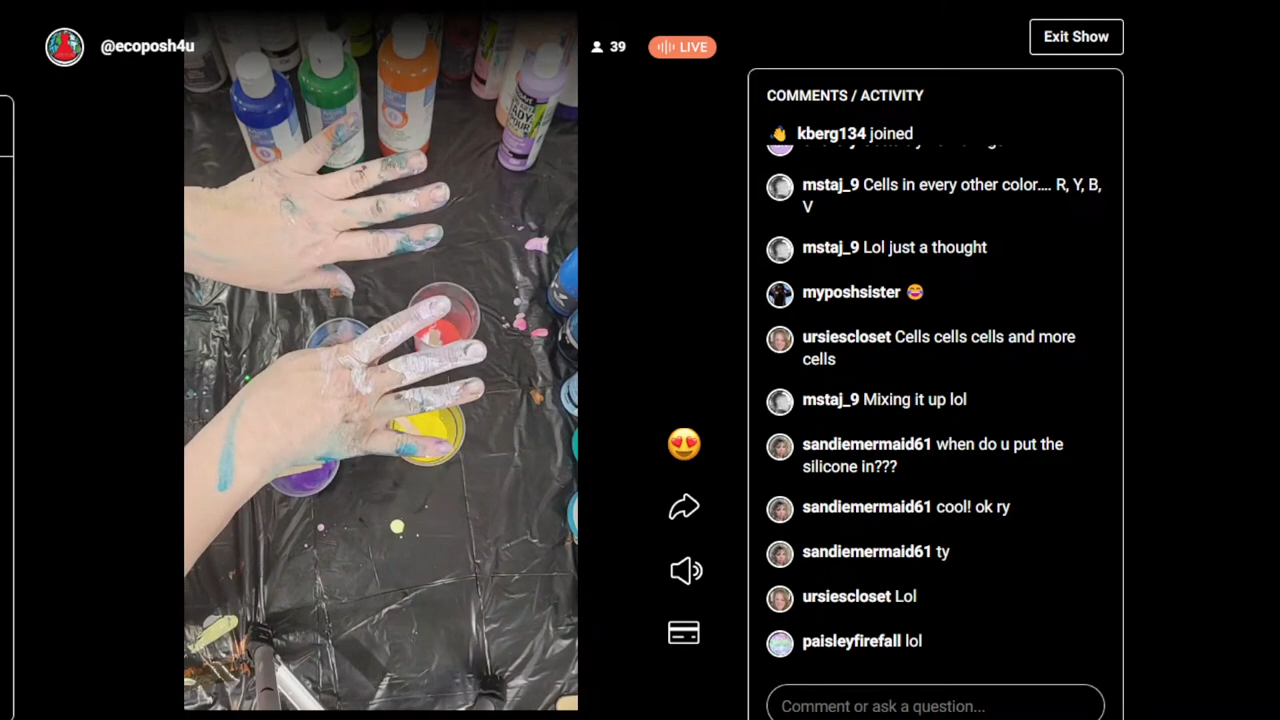 @ecoposh4u
39
LIVE
Exit Show
COMMENTS / ACTIVITY
kberg134 joined
mstaj_9 Cells in every other color.... R, Y, B,
V
mstaj_9 Lol just a thought
myposhsister 😂
ursiescloset Cells cells cells and more
cells
mstaj_9 Mixing it up lol
sandiemermaid61 when do u put the
silicone in???
sandiemermaid61 cool! ok ry
sandiemermaid61 ty
ursiescloset Lol
paisleyfirefall lol
Comment or ask a question...